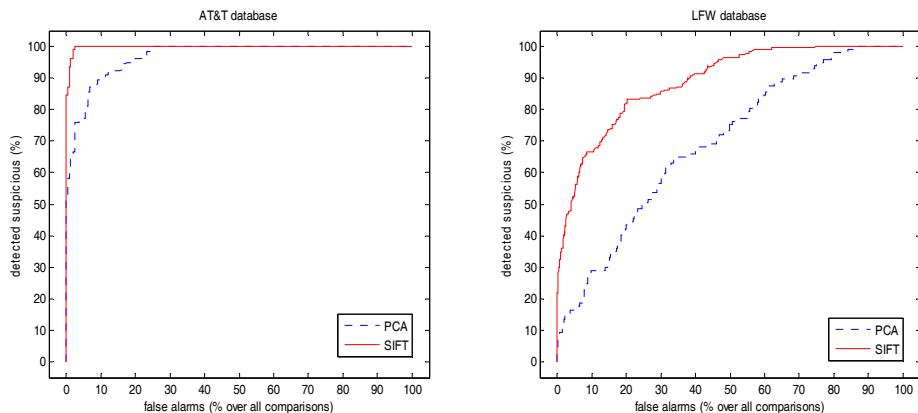 AT&T database
detected suspicious (%)
100
90
80
70
60
50
40
30
20
10
0
0 10 20 30 40 50 60 70 80 90 100
false alarms (% over all comparisons)
PCA
SIFT
LFW database
detected suspicious (%)
100
90
80
70
60
50
40
30
20
10
0
0 10 20 30 40 50 60 70 80 90 100
false alarms (% over all comparisons)
PCA
SIFT